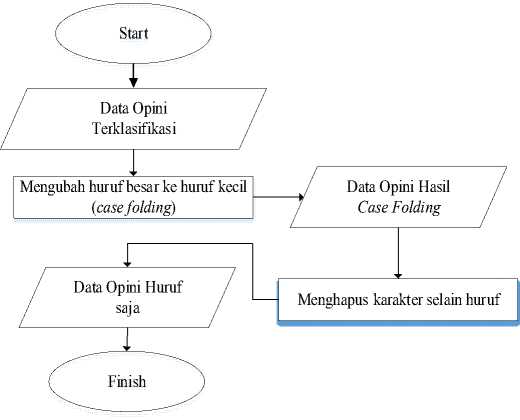 Start
Data Opini
Terklasifikasi
Mengubah huruf besar ke huruf kecil
(case folding)
Data Opini Hasil
Case Folding
Menghapus karakter selain huruf
Data Opini Huruf
saja
Finish